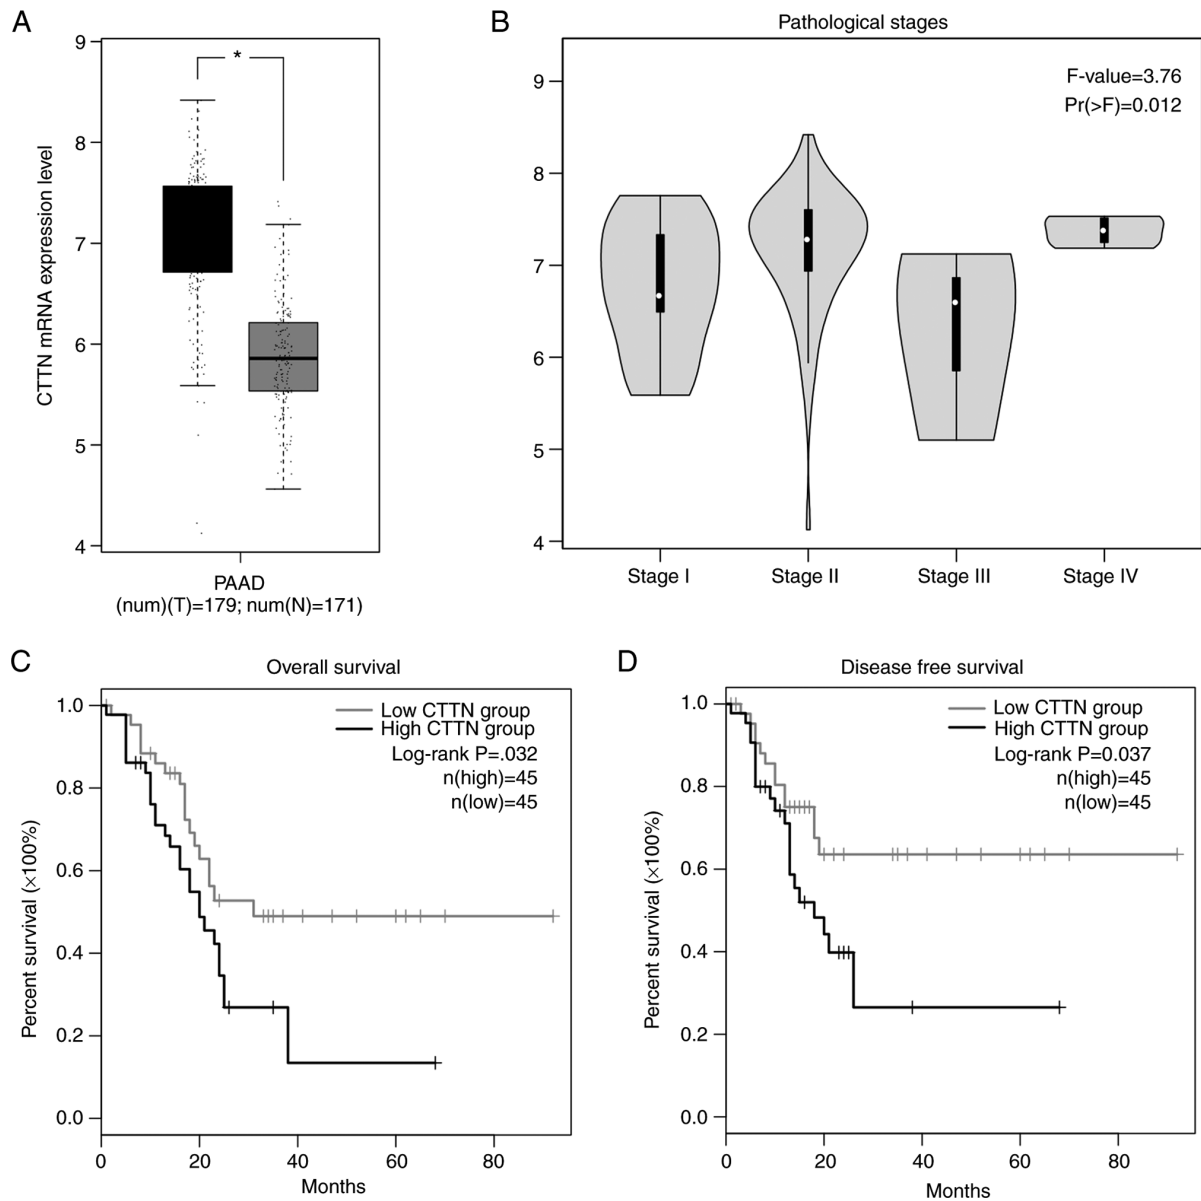 A
9
8
7
6
5
4
*
CTTN mRNA expression level
PAAD
(num)(T)=179; num(N)=171)
B
Pathological stages
F-value=3.76
Pr(>F)=0.012
9
8
7
6
5
4
Stage I
Stage II
Stage III
Stage IV
C
Overall survival
Low CTTN group
High CTTN group
Log-rank P=.032
n(high)=45
n(low)=45
1.0
0.8
0.6
0.4
0.2
0.0
Percent survival (×100%)
0 20 40 60 80
Months
D
Disease free survival
Low CTTN group
High CTTN group
Log-rank P=0.037
n(high)=45
n(low)=45
1.0
0.8
0.6
0.4
0.2
0.0
Percent survival (×100%)
0 20 40 60 80
Months